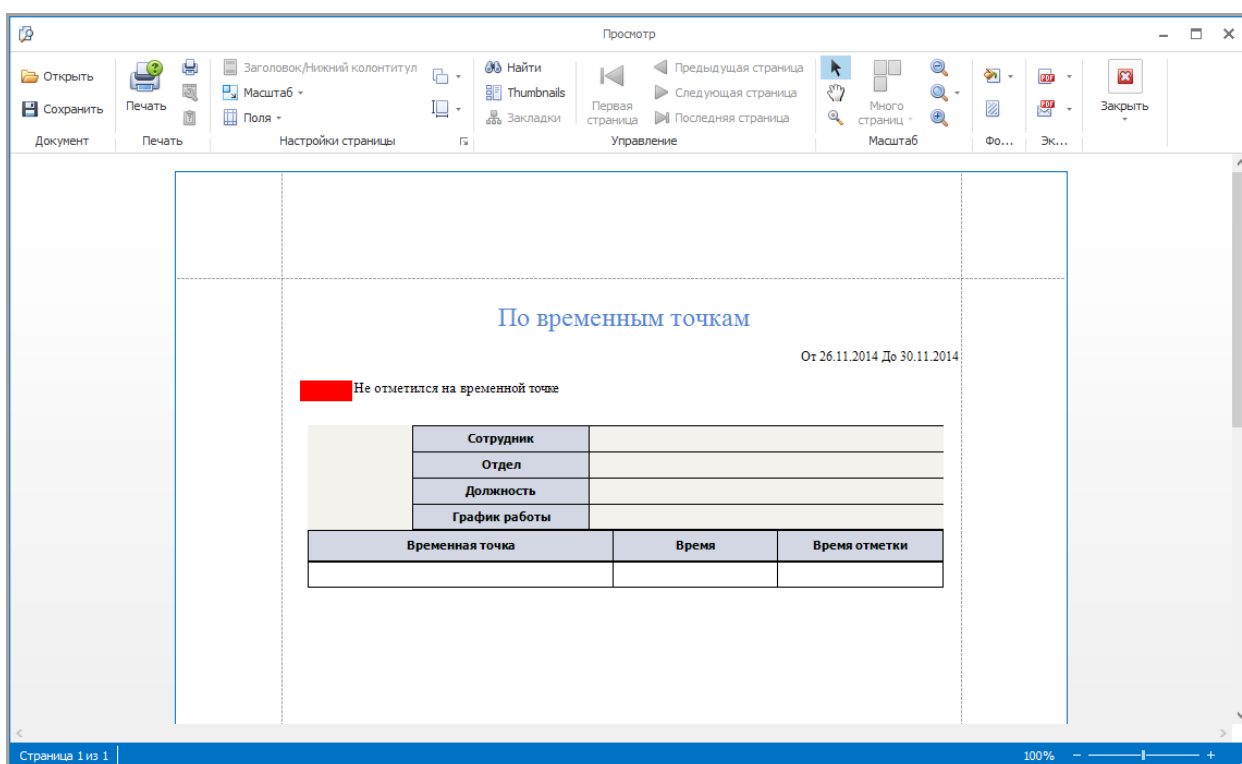 Просмотр
Открыть
Сохранить
Документ
Печать
Печать
Заголовок/Нижний колонтитул
Масштаб
Поля
Настройки страницы
Найти
Thumbnails
Закладки
Первая страница
Предыдущая страница
Следующая страница
Последняя страница
Управление
Много страниц
Масштаб
Фо...
PDF
PDF
Эк...
Закрыть
По временным точкам
От 26.11.2014 До 30.11.2014
Не отметился на временной точке
Сотрудник
Отдел
Должность
График работы
Временная точка Время Время отметки
Страница 1 из 1 100%